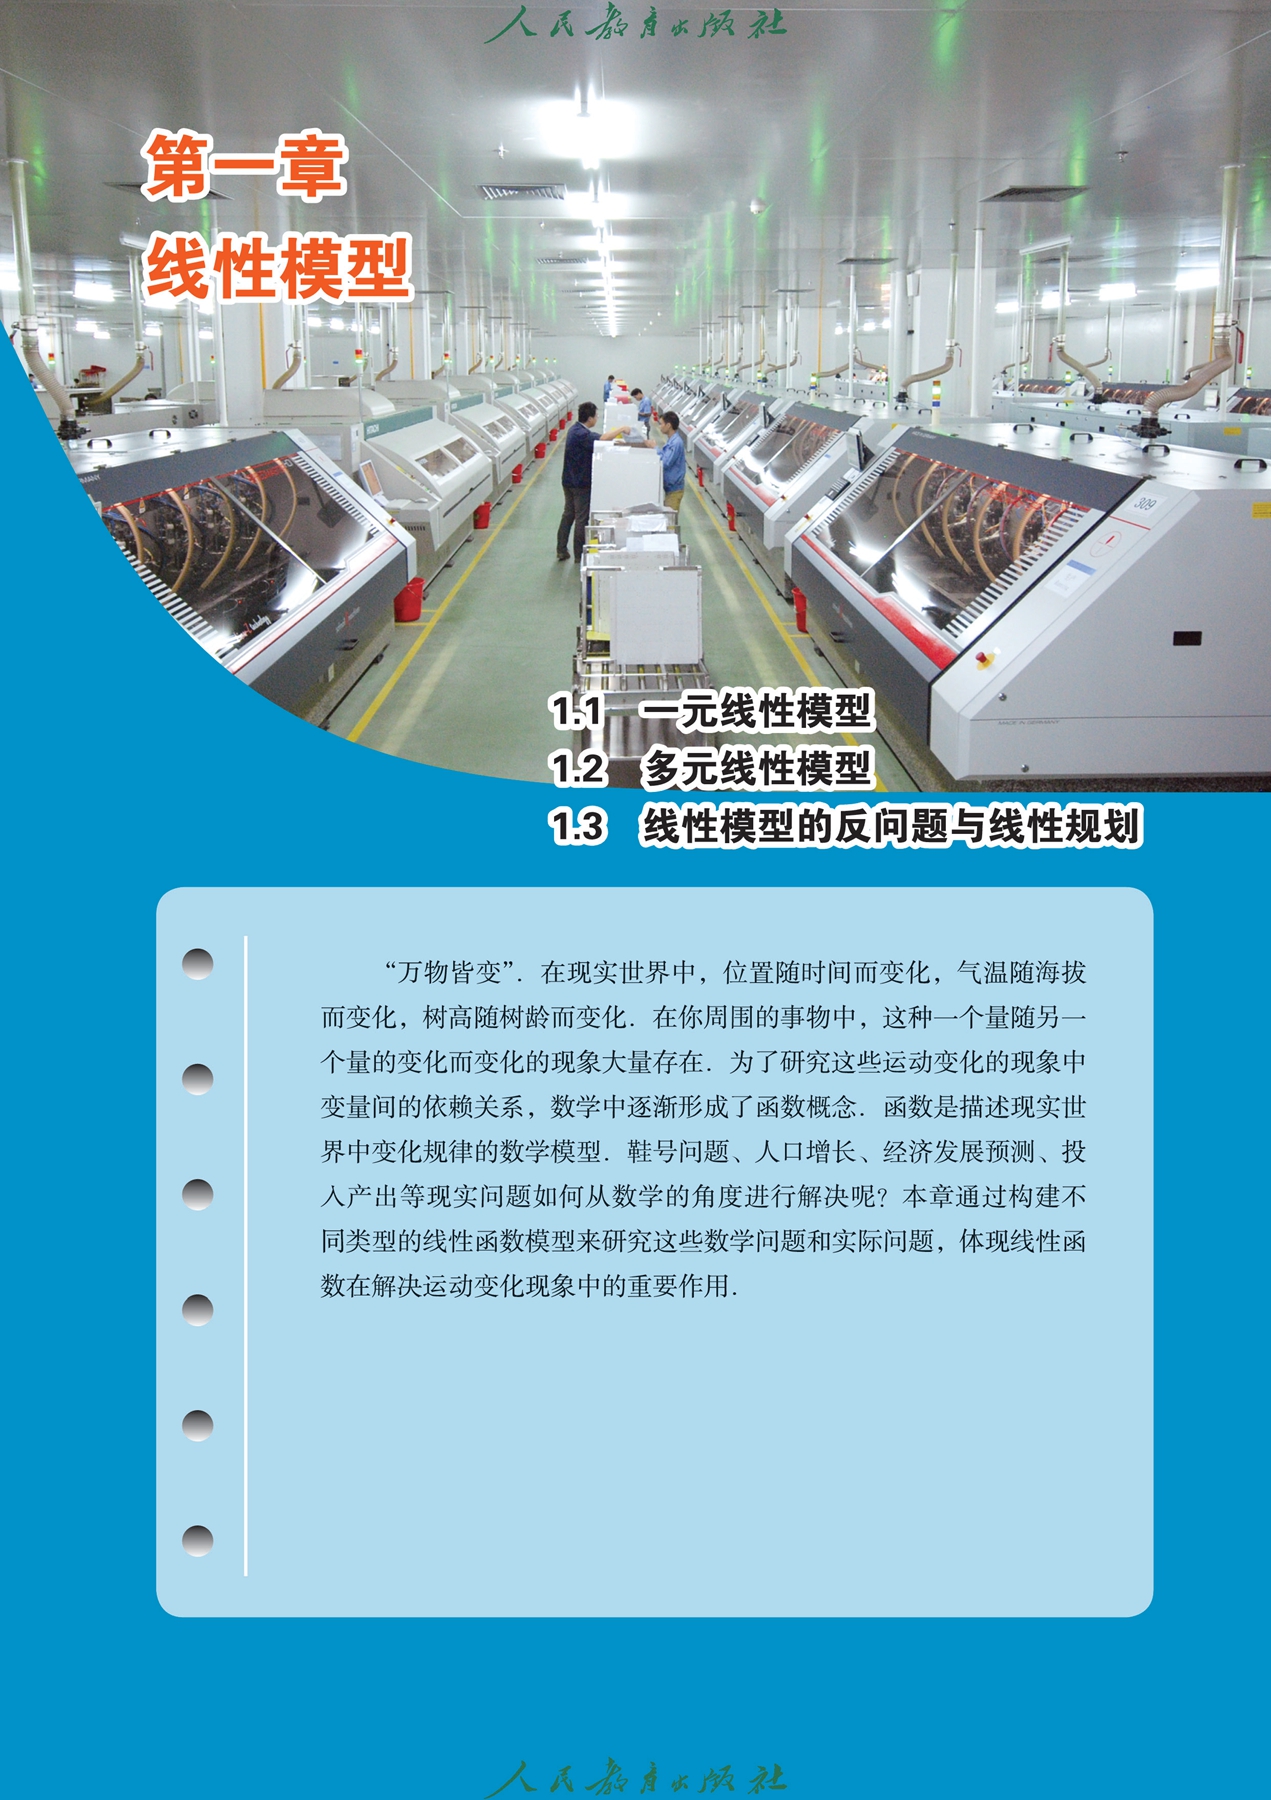 人民教育出版社
第一章
线性模型
309
MADE IN GERMANY
1.1 一元线性模型
1.2 多元线性模型
1.3 线性模型的反问题与线性规划
“万物皆变”. 在现实世界中，位置随时间而变化，气温随海拔
而变化，树高随树龄而变化. 在你周围的事物中，这种一个量随另一
个量的变化而变化的现象大量存在. 为了研究这些运动变化的现象中
变量间的依赖关系，数学中逐渐形成了函数概念. 函数是描述现实世
界中变化规律的数学模型. 鞋号问题、人口增长、经济发展预测、投
入产出等现实问题如何从数学的角度进行解决呢？本章通过构建不
同类型的线性函数模型来研究这些数学问题和实际问题，体现线性函
数在解决运动变化现象中的重要作用.
人民教育出版社